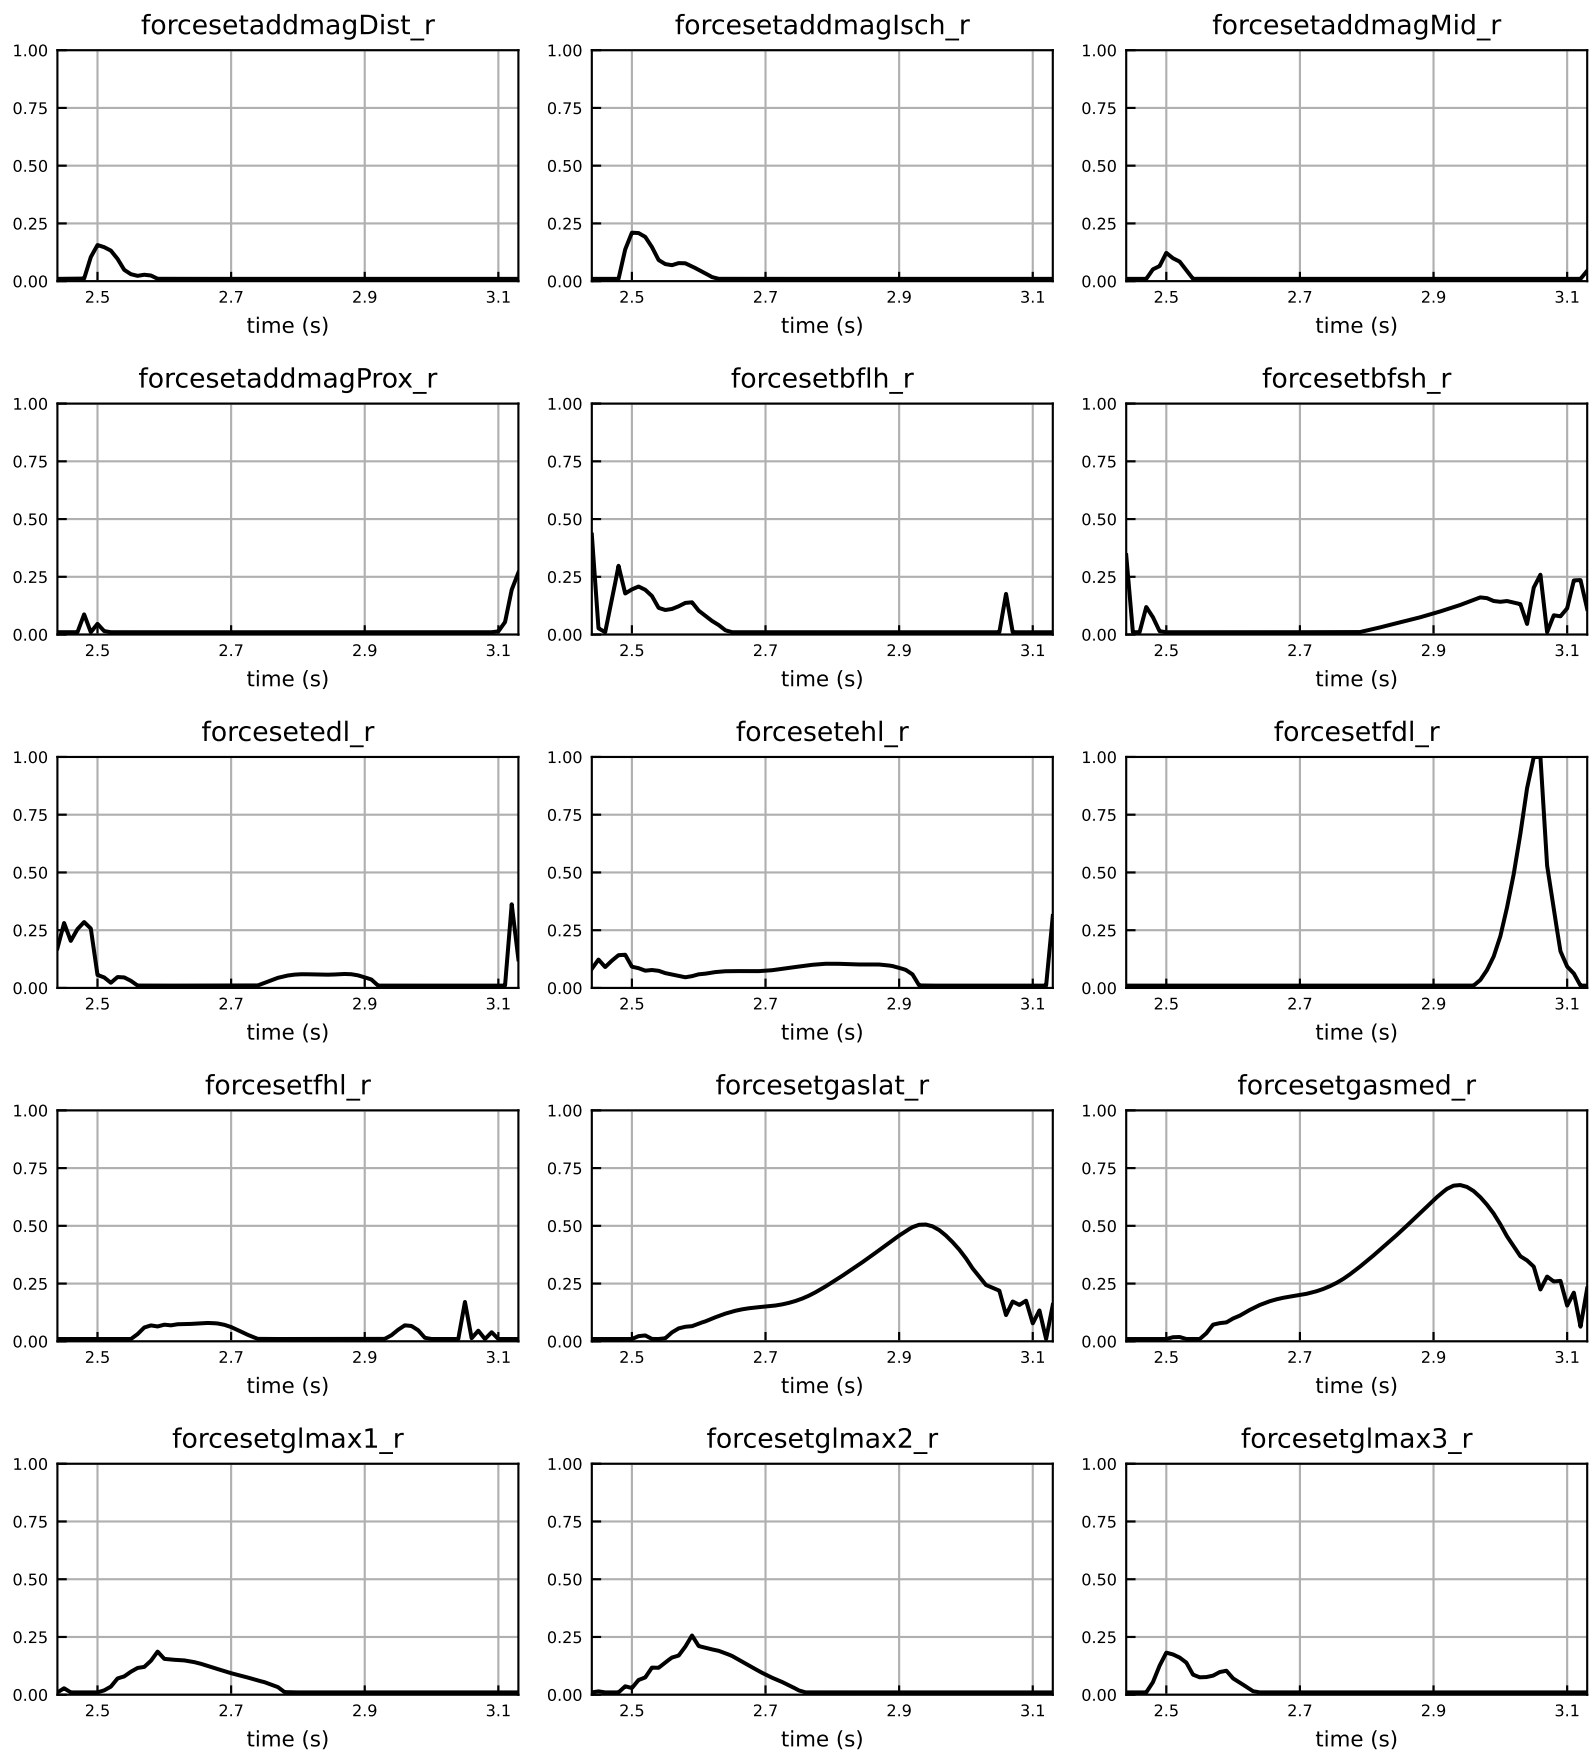 forcesetaddmagDist_r forcesetaddmagIsch_r forcesetaddmagMid_r
1.00 1.00 1.00
0.75 0.75 0.75
0.50 0.50 0.50
0.25 0.25 0.25
0.00 0.00 0.00
2.5 2.7 2.9 3.1 2.5 2.7 2.9 3.1 2.5 2.7 2.9 3.1
time (s) time (s) time (s)
forcesetaddmagProx_r forcesetbflh_r forcesetbfsh_r
1.00 1.00 1.00
0.75 0.75 0.75
0.50 0.50 0.50
0.25 0.25 0.25
0.00 0.00 0.00
2.5 2.7 2.9 3.1 2.5 2.7 2.9 3.1 2.5 2.7 2.9 3.1
time (s) time (s) time (s)
forcesetedl_r forcesetehl_r forcesetfdl_r
1.00 1.00 1.00
0.75 0.75 0.75
0.50 0.50 0.50
0.25 0.25 0.25
0.00 0.00 0.00
2.5 2.7 2.9 3.1 2.5 2.7 2.9 3.1 2.5 2.7 2.9 3.1
time (s) time (s) time (s)
forcesetfhl_r forcesetgaslat_r forcesetgasmed_r
1.00 1.00 1.00
0.75 0.75 0.75
0.50 0.50 0.50
0.25 0.25 0.25
0.00 0.00 0.00
2.5 2.7 2.9 3.1 2.5 2.7 2.9 3.1 2.5 2.7 2.9 3.1
time (s) time (s) time (s)
forcesetglmax1_r forcesetglmax2_r forcesetglmax3_r
1.00 1.00 1.00
0.75 0.75 0.75
0.50 0.50 0.50
0.25 0.25 0.25
0.00 0.00 0.00
2.5 2.7 2.9 3.1 2.5 2.7 2.9 3.1 2.5 2.7 2.9 3.1
time (s) time (s) time (s)